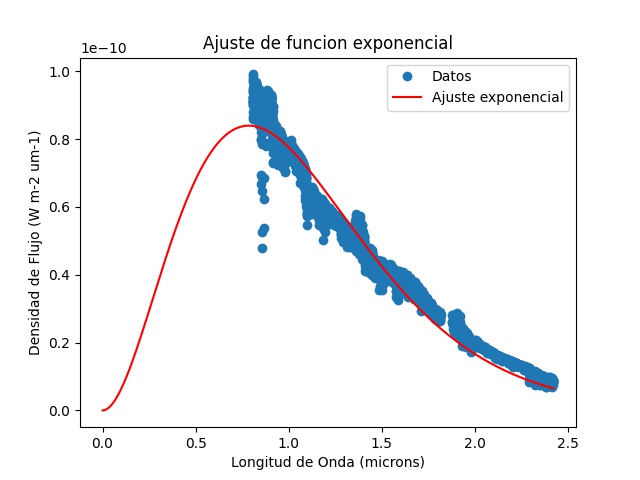 Ajuste de funcion exponencial
1e−10
Datos
Ajuste exponencial
Densidad de Flujo (W m-2 um-1)
1.0
0.8
0.6
0.4
0.2
0.0
0.0 0.5 1.0 1.5 2.0 2.5
Longitud de Onda (microns)